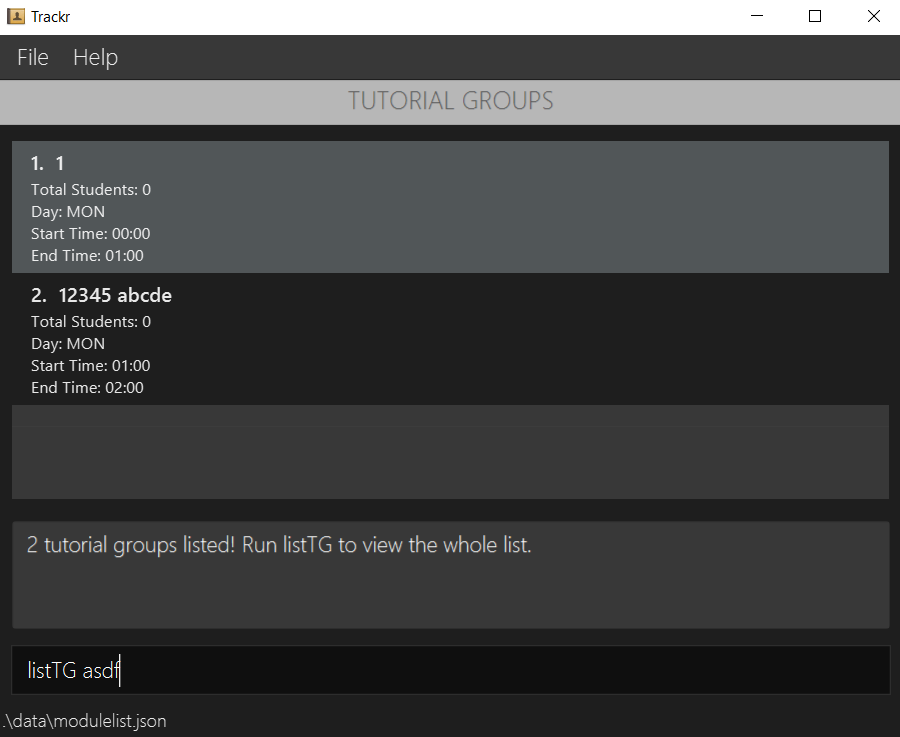 Trackr
File Help
TUTORIAL GROUPS
1. 1
Total Students: 0
Day: MON
Start Time: 00:00
End Time: 01:00
2. 12345 abcde
Total Students: 0
Day: MON
Start Time: 01:00
End Time: 02:00
2 tutorial groups listed! Run listTG to view the whole list.
listTG asdf
.\data\modulelist.json